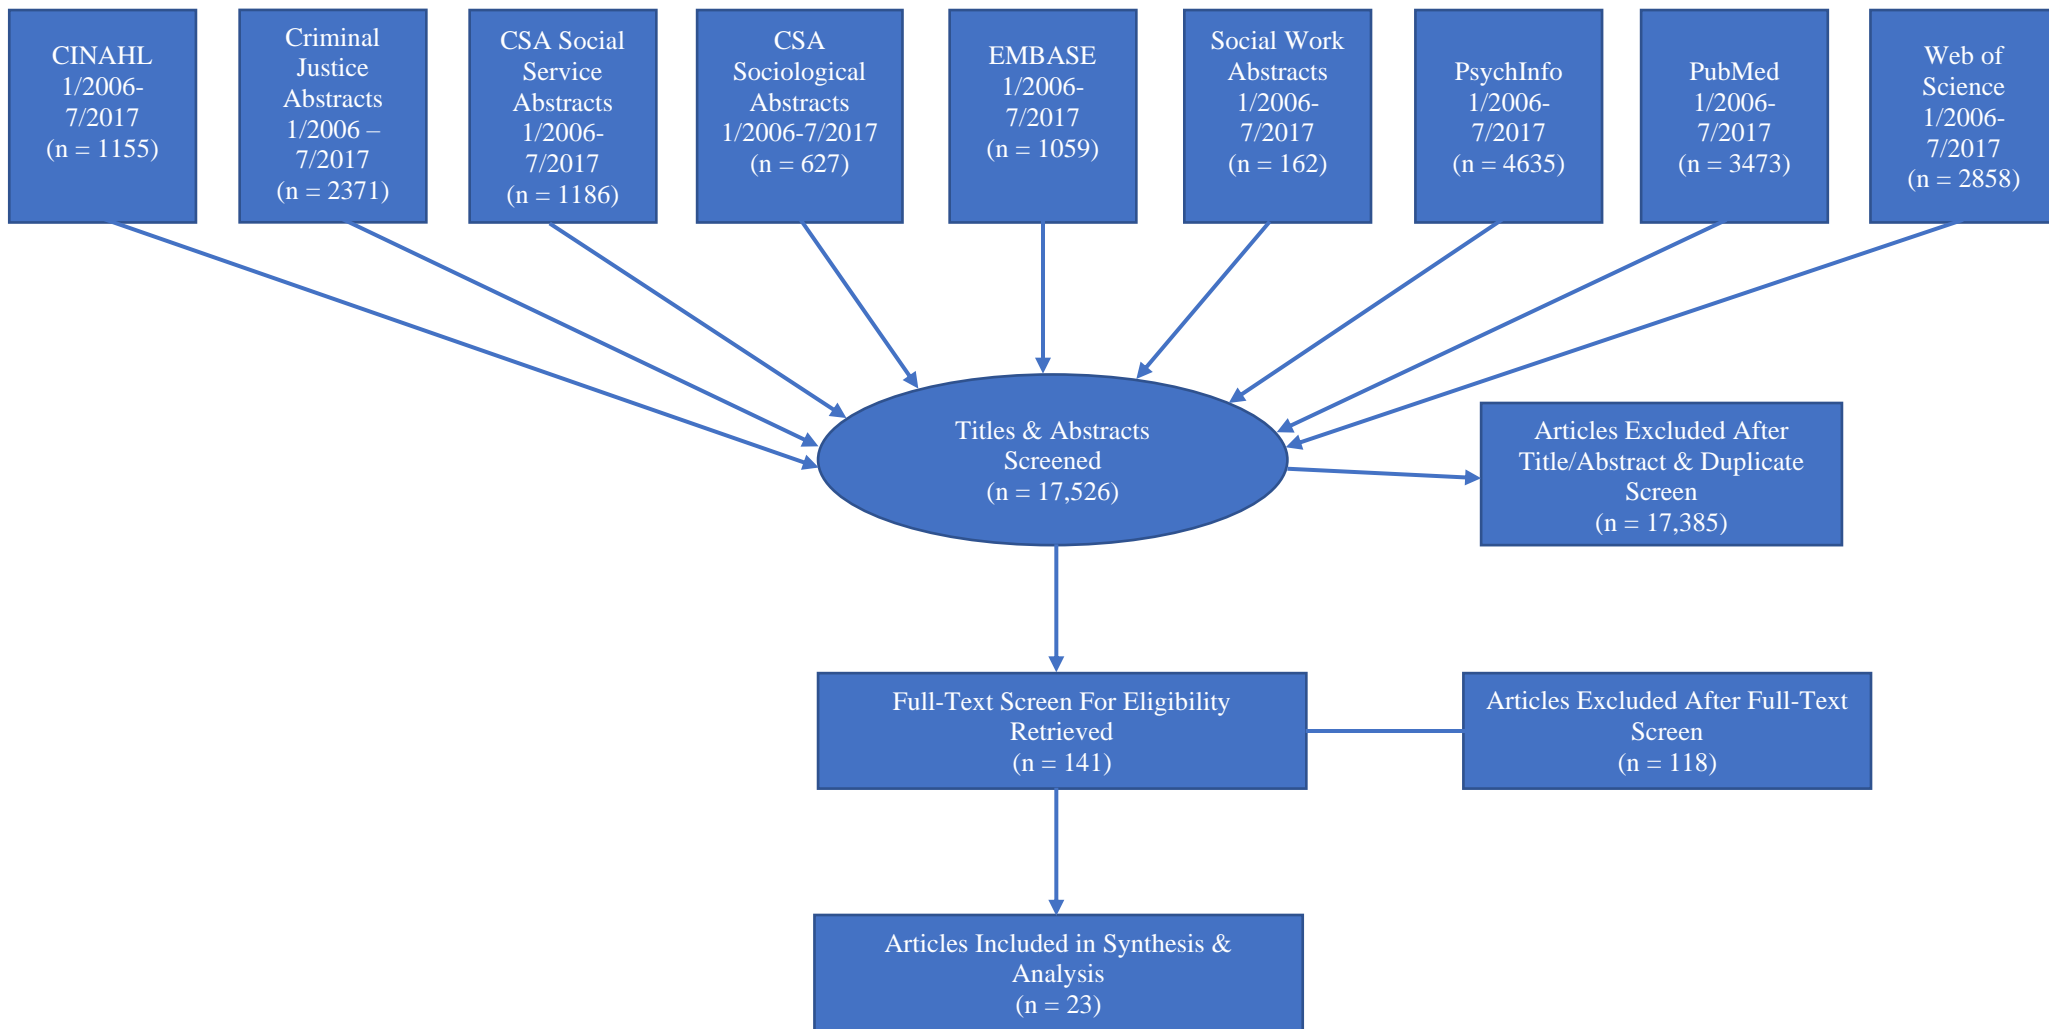 CINAHL
1/2006-
7/2017
(n = 1155)
Criminal
Justice
Abstracts
1/2006 –
7/2017
(n = 2371)
CSA Social
Service
Abstracts
1/2006-
7/2017
(n = 1186)
CSA
Sociological
Abstracts
1/2006-7/2017
(n = 627)
EMBASE
1/2006-
7/2017
(n = 1059)
Social Work
Abstracts
1/2006-
7/2017
(n = 162)
PsychInfo
1/2006-
7/2017
(n = 4635)
PubMed
1/2006-
7/2017
(n = 3473)
Web of
Science
1/2006-
7/2017
(n = 2858)
Titles & Abstracts
Screened
(n = 17,526)
Articles Excluded After
Title/Abstract & Duplicate
Screen
(n = 17,385)
Full-Text Screen For Eligibility
Retrieved
(n = 141)
Articles Excluded After Full-Text
Screen
(n = 118)
Articles Included in Synthesis &
Analysis
(n = 23)